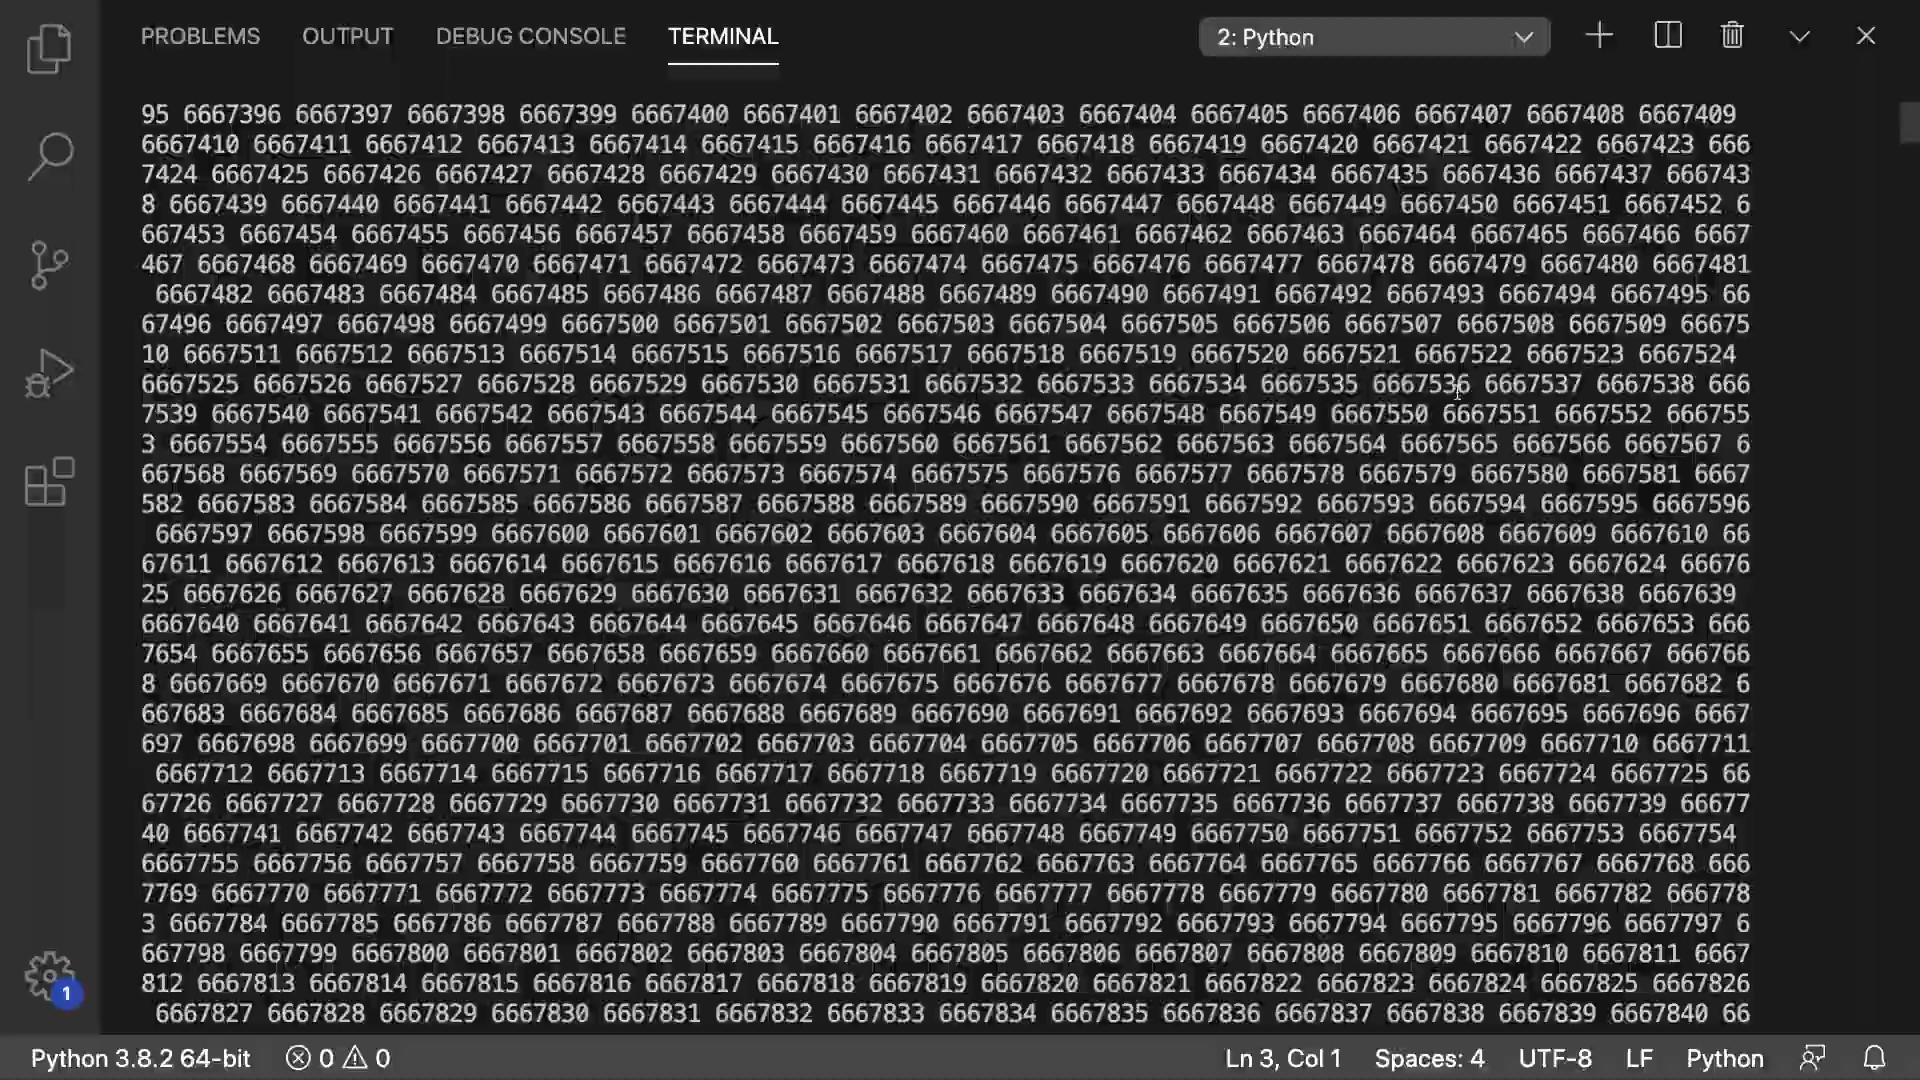 PROBLEMS OUTPUT DEBUG CONSOLE TERMINAL 2: Python
95 6667396 6667397 6667398 6667399 6667400 6667401 6667402 6667403 6667404 6667405 6667406 6667407 6667408 6667409
6667410 6667411 6667412 6667413 6667414 6667415 6667416 6667417 6667418 6667419 6667420 6667421 6667422 6667423 666
7424 6667425 6667426 6667427 6667428 6667429 6667430 6667431 6667432 6667433 6667434 6667435 6667436 6667437 666743
8 6667439 6667440 6667441 6667442 6667443 6667444 6667445 6667446 6667447 6667448 6667449 6667450 6667451 6667452 6
667453 6667454 6667455 6667456 6667457 6667458 6667459 6667460 6667461 6667462 6667463 6667464 6667465 6667466 6667
467 6667468 6667469 6667470 6667471 6667472 6667473 6667474 6667475 6667476 6667477 6667478 6667479 6667480 6667481
6667482 6667483 6667484 6667485 6667486 6667487 6667488 6667489 6667490 6667491 6667492 6667493 6667494 6667495 66
67496 6667497 6667498 6667499 6667500 6667501 6667502 6667503 6667504 6667505 6667506 6667507 6667508 6667509 66675
10 6667511 6667512 6667513 6667514 6667515 6667516 6667517 6667518 6667519 6667520 6667521 6667522 6667523 6667524
6667525 6667526 6667527 6667528 6667529 6667530 6667531 6667532 6667533 6667534 6667535 6667536 6667537 6667538 666
7539 6667540 6667541 6667542 6667543 6667544 6667545 6667546 6667547 6667548 6667549 6667550 6667551 6667552 666755
3 6667554 6667555 6667556 6667557 6667558 6667559 6667560 6667561 6667562 6667563 6667564 6667565 6667566 6667567 6
667568 6667569 6667570 6667571 6667572 6667573 6667574 6667575 6667576 6667577 6667578 6667579 6667580 6667581 6667
582 6667583 6667584 6667585 6667586 6667587 6667588 6667589 6667590 6667591 6667592 6667593 6667594 6667595 6667596
6667597 6667598 6667599 6667600 6667601 6667602 6667603 6667604 6667605 6667606 6667607 6667608 6667609 6667610 66
67611 6667612 6667613 6667614 6667615 6667616 6667617 6667618 6667619 6667620 6667621 6667622 6667623 6667624 66676
25 6667626 6667627 6667628 6667629 6667630 6667631 6667632 6667633 6667634 6667635 6667636 6667637 6667638 6667639
6667640 6667641 6667642 6667643 6667644 6667645 6667646 6667647 6667648 6667649 6667650 6667651 6667652 6667653 666
7654 6667655 6667656 6667657 6667658 6667659 6667660 6667661 6667662 6667663 6667664 6667665 6667666 6667667 666766
8 6667669 6667670 6667671 6667672 6667673 6667674 6667675 6667676 6667677 6667678 6667679 6667680 6667681 6667682 6
667683 6667684 6667685 6667686 6667687 6667688 6667689 6667690 6667691 6667692 6667693 6667694 6667695 6667696 6667
697 6667698 6667699 6667700 6667701 6667702 6667703 6667704 6667705 6667706 6667707 6667708 6667709 6667710 6667711
6667712 6667713 6667714 6667715 6667716 6667717 6667718 6667719 6667720 6667721 6667722 6667723 6667724 6667725 66
67726 6667727 6667728 6667729 6667730 6667731 6667732 6667733 6667734 6667735 6667736 6667737 6667738 6667739 66677
40 6667741 6667742 6667743 6667744 6667745 6667746 6667747 6667748 6667749 6667750 6667751 6667752 6667753 6667754
6667755 6667756 6667757 6667758 6667759 6667760 6667761 6667762 6667763 6667764 6667765 6667766 6667767 6667768 666
7769 6667770 6667771 6667772 6667773 6667774 6667775 6667776 6667777 6667778 6667779 6667780 6667781 6667782 666778
3 6667784 6667785 6667786 6667787 6667788 6667789 6667790 6667791 6667792 6667793 6667794 6667795 6667796 6667797 6
667798 6667799 6667800 6667801 6667802 6667803 6667804 6667805 6667806 6667807 6667808 6667809 6667810 6667811 6667
812 6667813 6667814 6667815 6667816 6667817 6667818 6667819 6667820 6667821 6667822 6667823 6667824 6667825 6667826
6667827 6667828 6667829 6667830 6667831 6667832 6667833 6667834 6667835 6667836 6667837 6667838 6667839 6667840 66
1
Python 3.8.2 64-bit 0 0 Ln 3, Col 1 Spaces: 4 UTF-8 LF Python